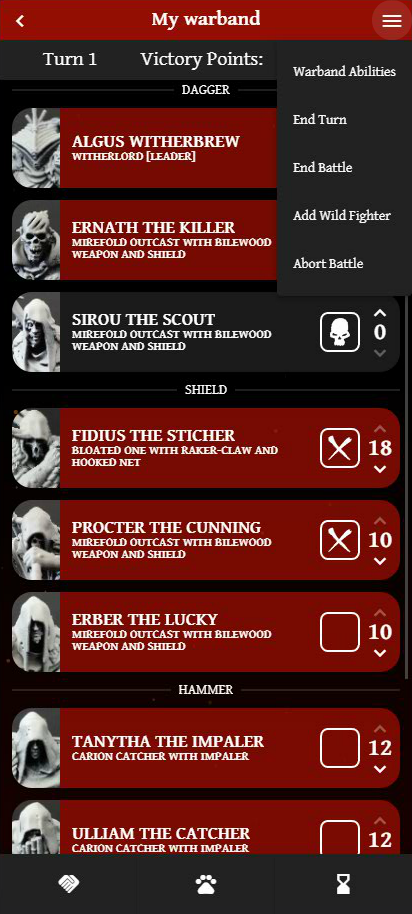 My warband
Turn 1 Victory Points:
Warband Abilities
End Turn
End Battle
Add Wild Fighter
Abort Battle
DAGGER
ALGUS WITHERBREW
WITHERLORD [LEADER]
ERNATH THE KILLER
MIREFOLD OUTCAST WITH BILEWOOD
WEAPON AND SHIELD
SIROU THE SCOUT
MIREFOLD OUTCAST WITH BILEWOOD
WEAPON AND SHIELD
0
SHIELD
FIDIUS THE STICHER
BLOATED ONE WITH RAKER-CLAW AND
HOOKED NET
18
PROCTER THE CUNNING
MIREFOLD OUTCAST WITH BILEWOOD
WEAPON AND SHIELD
10
ERBER THE LUCKY
MIREFOLD OUTCAST WITH BILEWOOD
WEAPON AND SHIELD
10
HAMMER
TANYTHA THE IMPALER
CARION CATCHER WITH IMPALER
12
ULLIAM THE CATCHER
CARION CATCHER WITH IMPALER
12